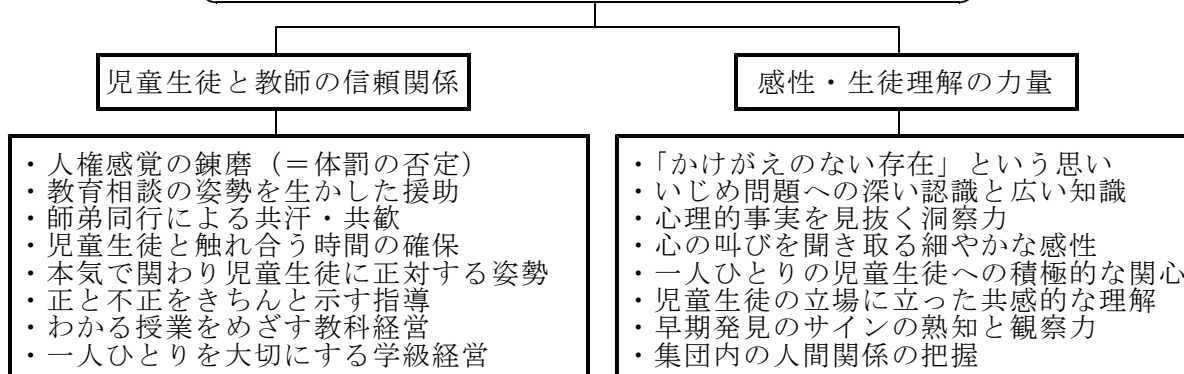 児童生徒と教師の信頼関係
・人権感覚の錬磨（＝体罰の否定）
・教育相談の姿勢を生かした援助
・師弟同行による共汗・共歓
・児童生徒と触れ合う時間の確保
・本気で関わり児童生徒に正対する姿勢
・正と不正をきちんと示す指導
・わかる授業をめざす教科経営
・一人ひとりを大切にする学級経営
感性・生徒理解の力量
・「かけがえのない存在」という思い
・いじめ問題への深い認識と広い知識
・心理的事実を見抜く洞察力
・心の叫びを聞き取る細やかな感性
・一人ひとりの児童生徒への積極的な関心
・児童生徒の立場に立った共感的な理解
・早期発見のサインの熟知と観察力
・集団内の人間関係の把握